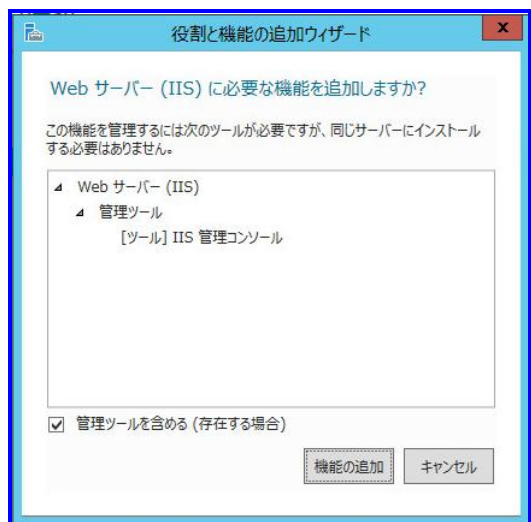 役割と機能の追加ウィザード
x
Web サーバー (IIS) に必要な機能を追加しますか?
この機能を管理するには次のツールが必要ですが、同じサーバーにインストール
する必要はありません。
Web サーバー (IIS)
管理ツール
[ツール] IIS 管理コンソール
管理ツールを含める (存在する場合)
機能の追加 キャンセル